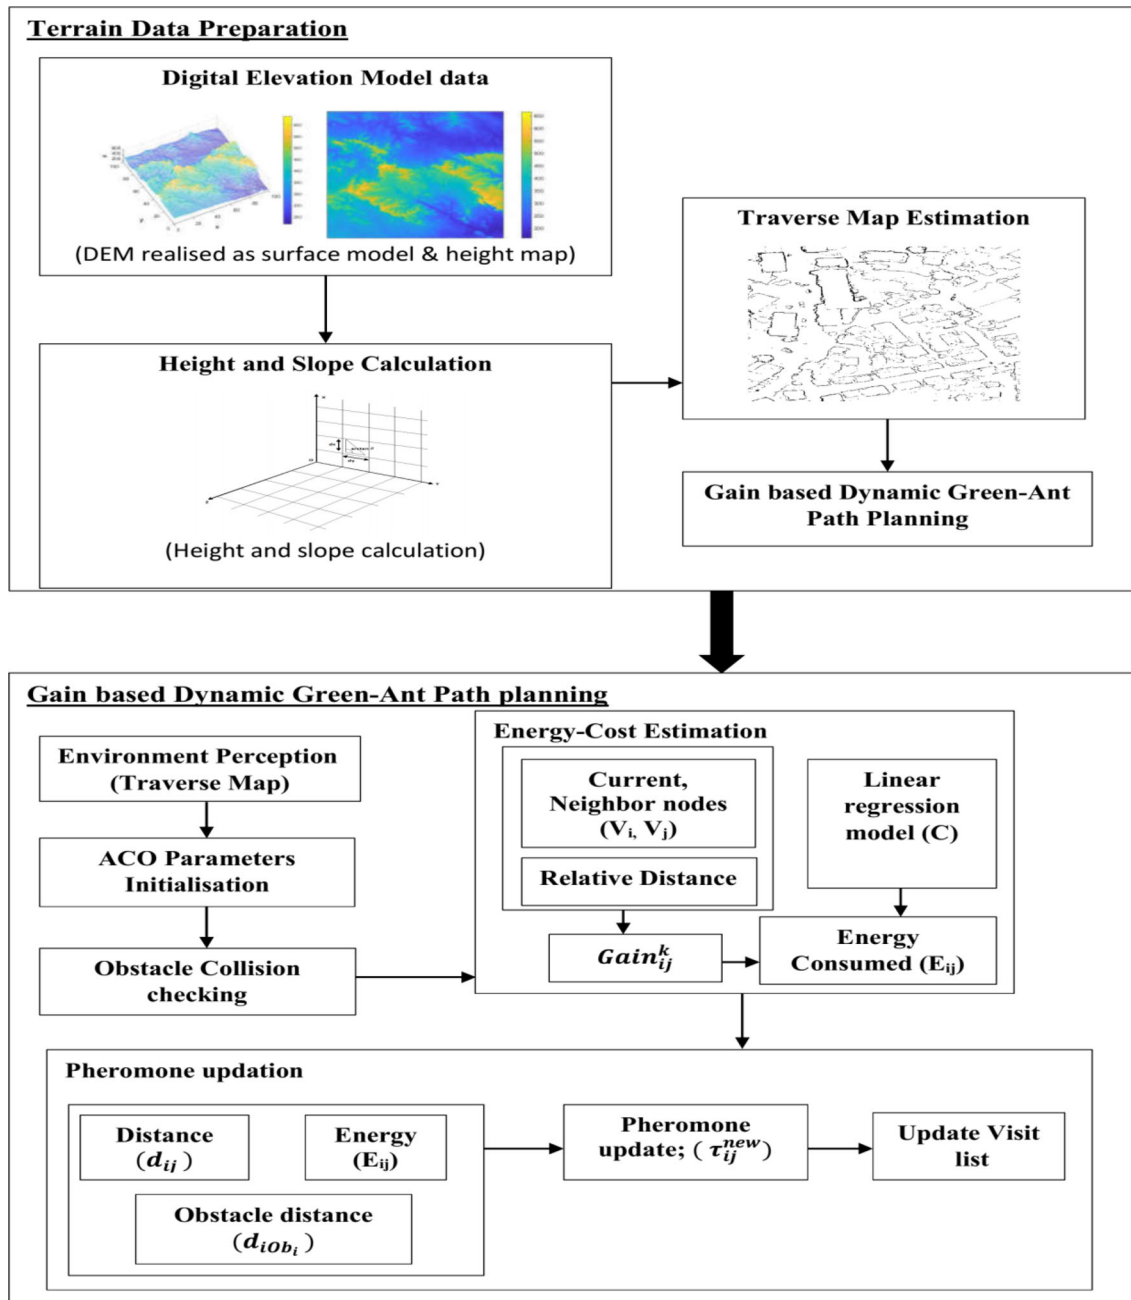 Terrain Data Preparation
Digital Elevation Model data
(DEM realised as surface model & height map)
Height and Slope Calculation
(Height and slope calculation)
Traverse Map Estimation
Gain based Dynamic Green-Ant
Path Planning
Gain based Dynamic Green-Ant Path planning
Environment Perception
(Traverse Map)
ACO Parameters
Initialisation
Obstacle Collision
checking
Energy-Cost Estimation
Current,
Neighbor nodes
(Vᵢ, Vⱼ)
Relative Distance
Gainᵢⱼᵏ
Linear
regression
model (C)
Energy
Consumed (Eᵢⱼ)
Pheromone updation
Distance
(dᵢⱼ)
Energy
(Eᵢⱼ)
Obstacle distance
(d_{iOb_i})
Pheromone
update; (τᵢⱼⁿᵉʷ)
Update Visit
list